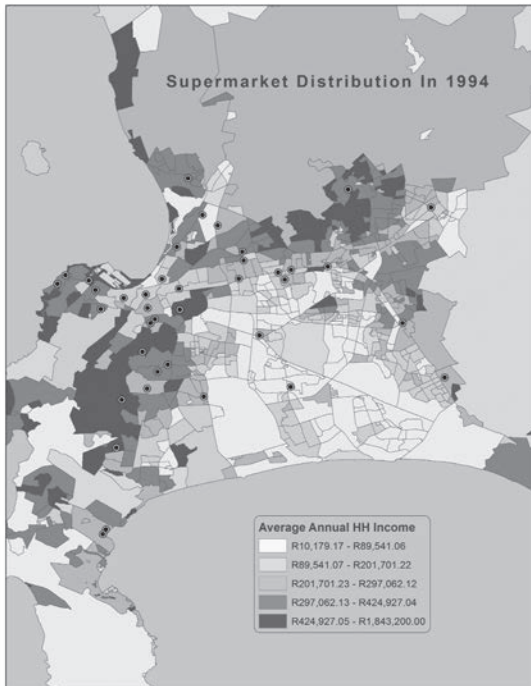 Supermarket Distribution In 1994
Average Annual HH Income
R10,179.17 - R89,541.06
R89,541.07 - R201,701.22
R201,701.23 - R297,062.12
R297,062.13 - R424,927.04
R424,927.05 - R1,843,200.00